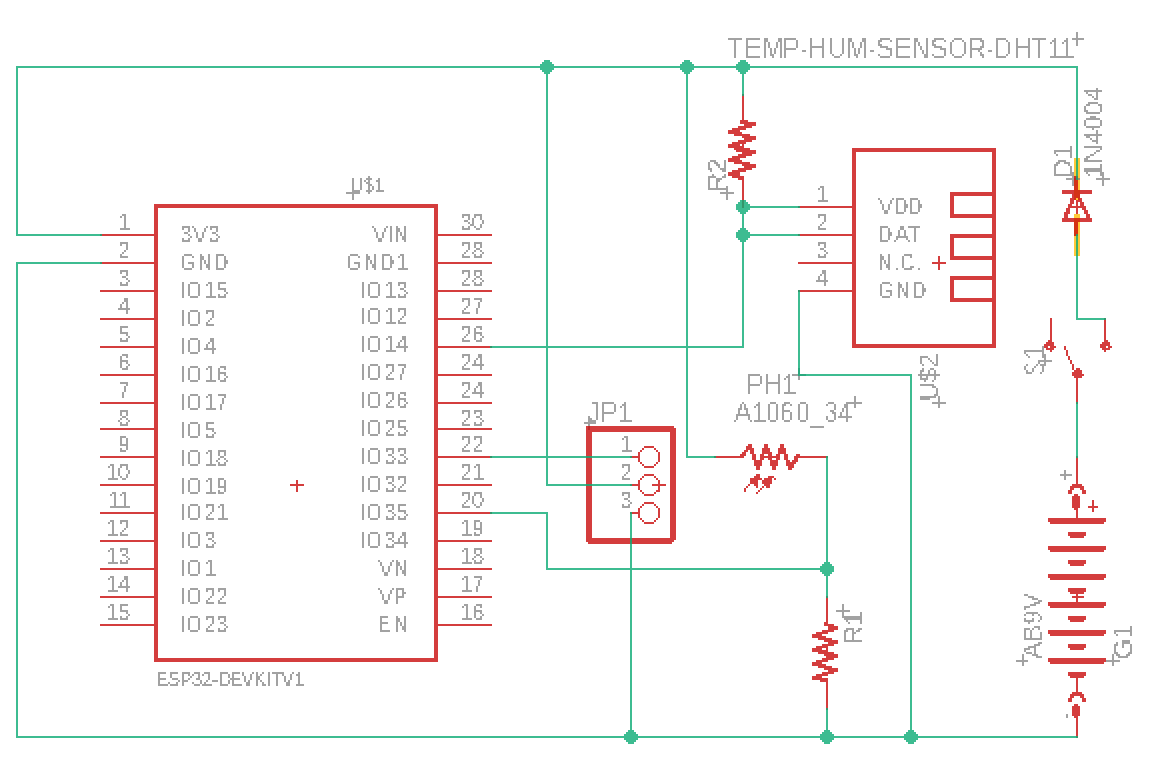 TEMP-HUM-SENSOR-DHT11
D1
1N4004
R2
U$1
1 3V3 VIN 30
2 GND GND1 28
3 IO15 IO13 28
4 IO2 IO12 27
5 IO4 IO14 26
6 IO16 IO27 24
7 IO17 IO26 24
8 IO5 IO25 23
9 IO18 IO33 22
10 IO19 IO32 21
11 IO21 IO35 20
12 IO3 IO34 19
13 IO1 VN 18
14 IO22 VP 17
15 IO23 EN 16
ESP32-DEVKITV1
1 VDD
2 DAT
3 N.C.
4 GND
U$2
S1
PH1
A1060_34
JP1
1
2
3
R1
+
+
AB9V
G1
-